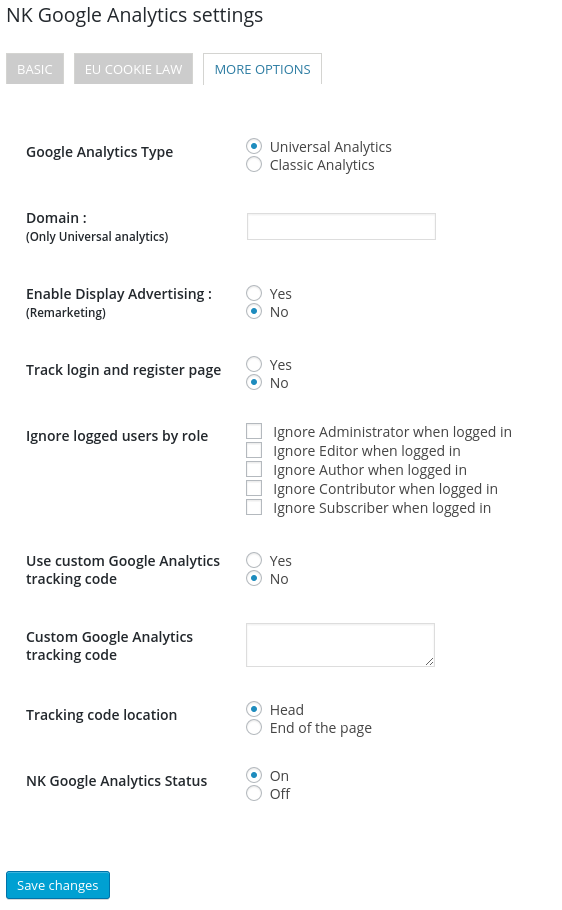 NK Google Analytics settings
BASIC EU COOKIE LAW MORE OPTIONS
Google Analytics Type
Universal Analytics
Classic Analytics
Domain :
(Only Universal analytics)
Enable Display Advertising :
(Remarketing)
Yes
No
Track login and register page
Yes
No
Ignore logged users by role
Ignore Administrator when logged in
Ignore Editor when logged in
Ignore Author when logged in
Ignore Contributor when logged in
Ignore Subscriber when logged in
Use custom Google Analytics
tracking code
Yes
No
Custom Google Analytics
tracking code
Tracking code location
Head
End of the page
NK Google Analytics Status
On
Off
Save changes